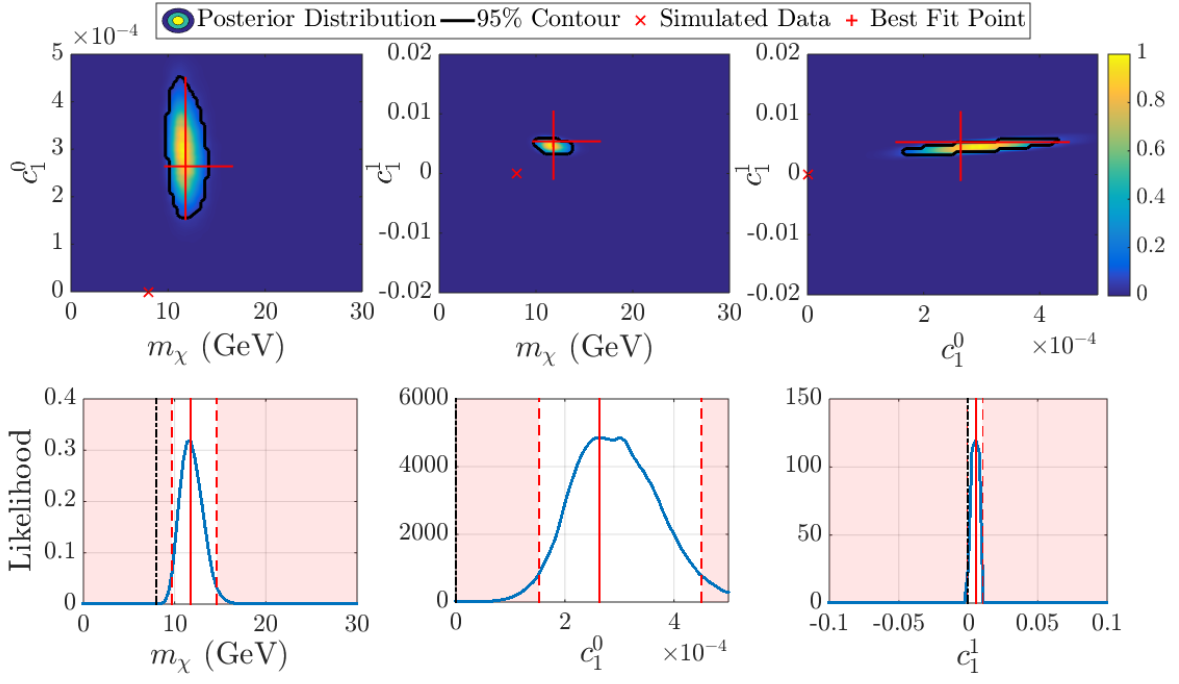 Posterior Distribution 95% Contour Simulated Data Best Fit Point
×10⁻⁴
5
4
3
2
1
0
c₁⁰
0 10 20 30
m_χ (GeV)
0.02
0.01
0
-0.01
-0.02
c₁¹
0 10 20 30
m_χ (GeV)
0.02
0.01
0
-0.01
-0.02
c₁¹
0 2 4
×10⁻⁴
c₁⁰
1
0.8
0.6
0.4
0.2
0
Likelihood
0.4
0.3
0.2
0.1
0
0 10 20 30
m_χ (GeV)
6000
4000
2000
0
0 2 4
×10⁻⁴
c₁⁰
150
100
50
0
-0.1 -0.05 0 0.05 0.1
c₁¹